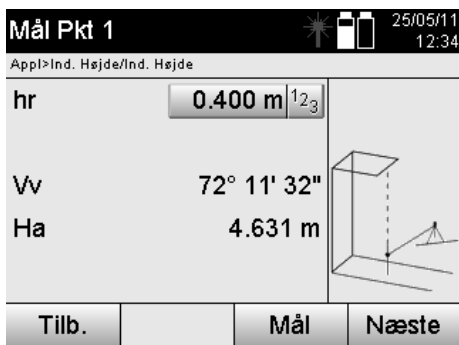 Mål Pkt 1
25/05/11
12:34
Appl>Ind. Højde/Ind. Højde
hr 0.400 m 123
Vv 72° 11' 32"
Ha 4.631 m
Tilb. Mål Næste